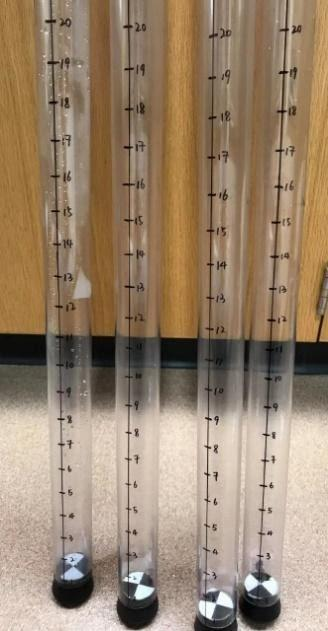 20 20 20 20
19 19 19 19
18 18 18 18
17 17 17 17
16 16 16 16
15 15 15 15
14 14 14 14
13 13 13 13
12 12 12 12
11 11 11 11
10 10 10 10
9 9 9 9
8 8 8 8
7 7 7 7
6 6 6 6
5 5 5 5
4 4 4 4
3 3 3 3
2 2